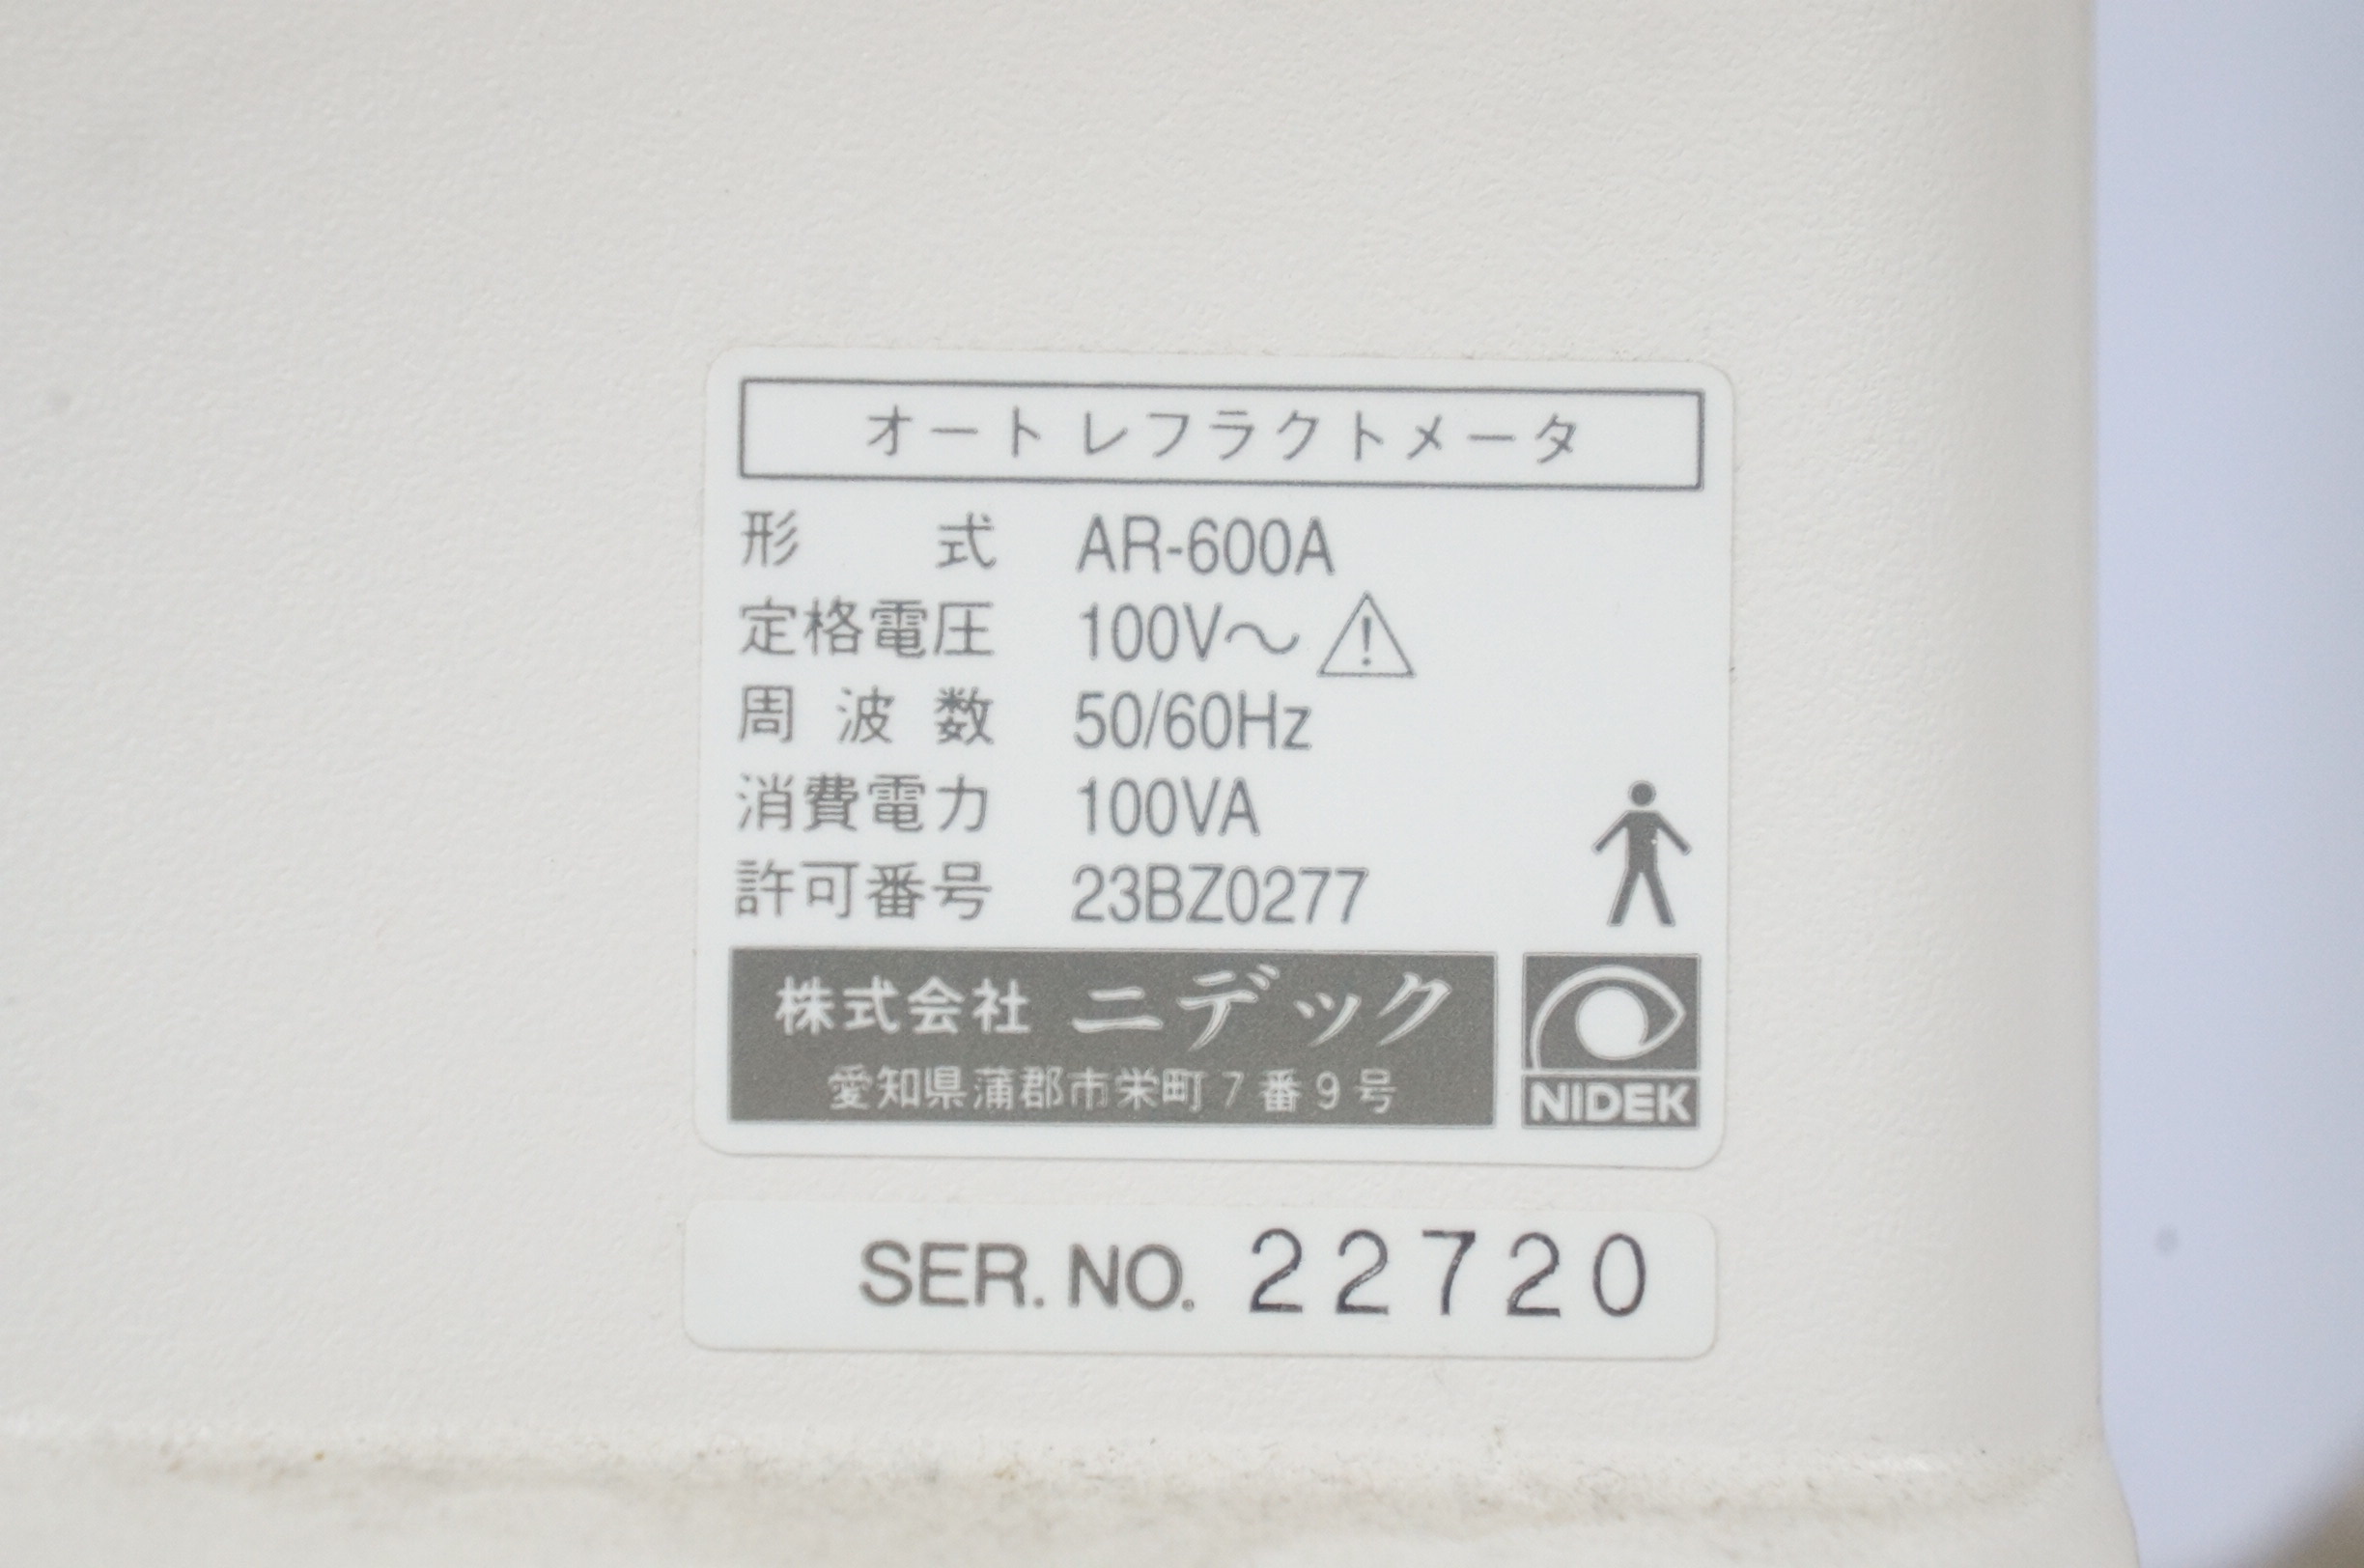 オートレフラクトメータ
形式 AR-600A
定格電圧 100V～
周波数 50/60Hz
消費電力 100VA
許可番号 23BZ0277
株式会社 ニデック
愛知県蒲郡市栄町7番9号
NIDEK
SER. NO. 22720